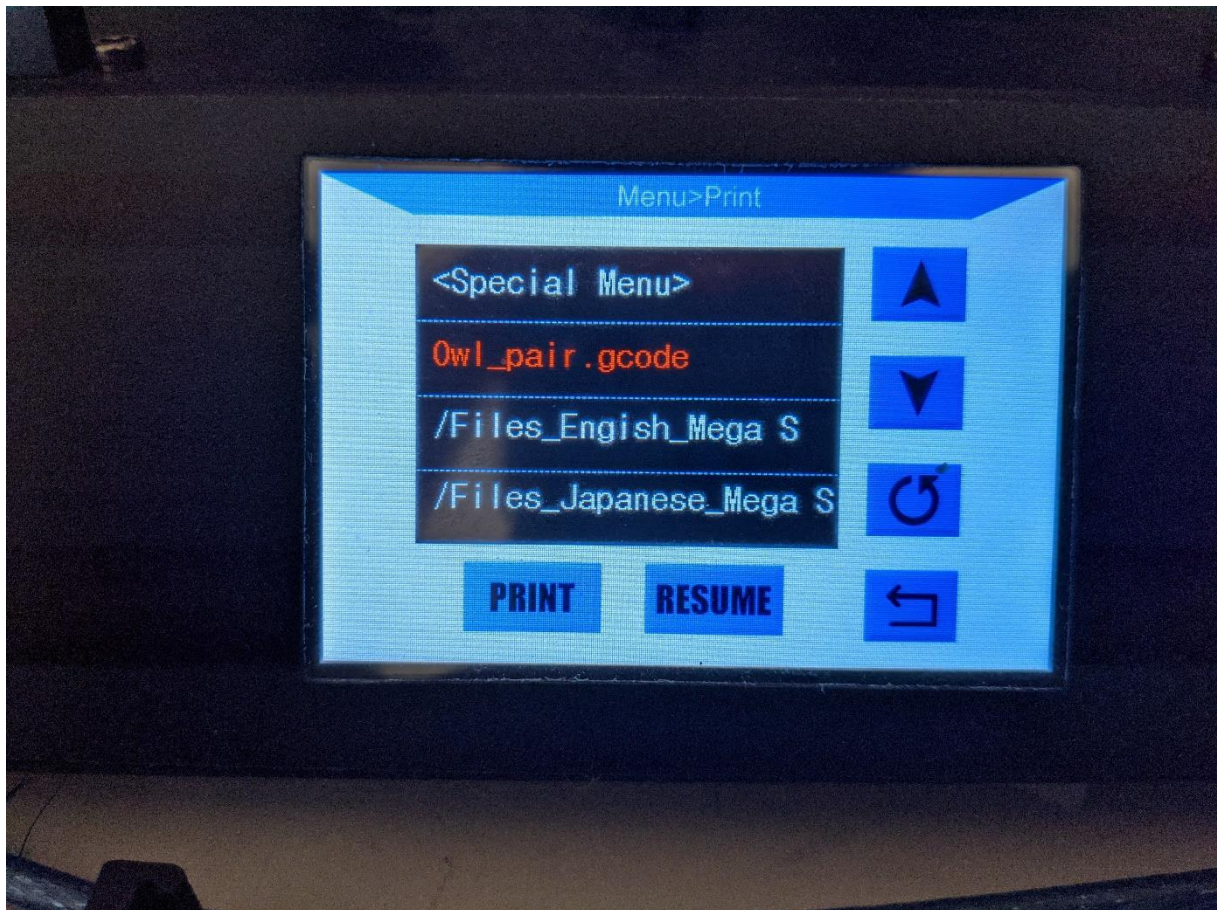 Menu>Print
<Special Menu>
Owl_pair.gcode
/Files_Engish_Mega S
/Files_Japanese_Mega S
PRINT RESUME